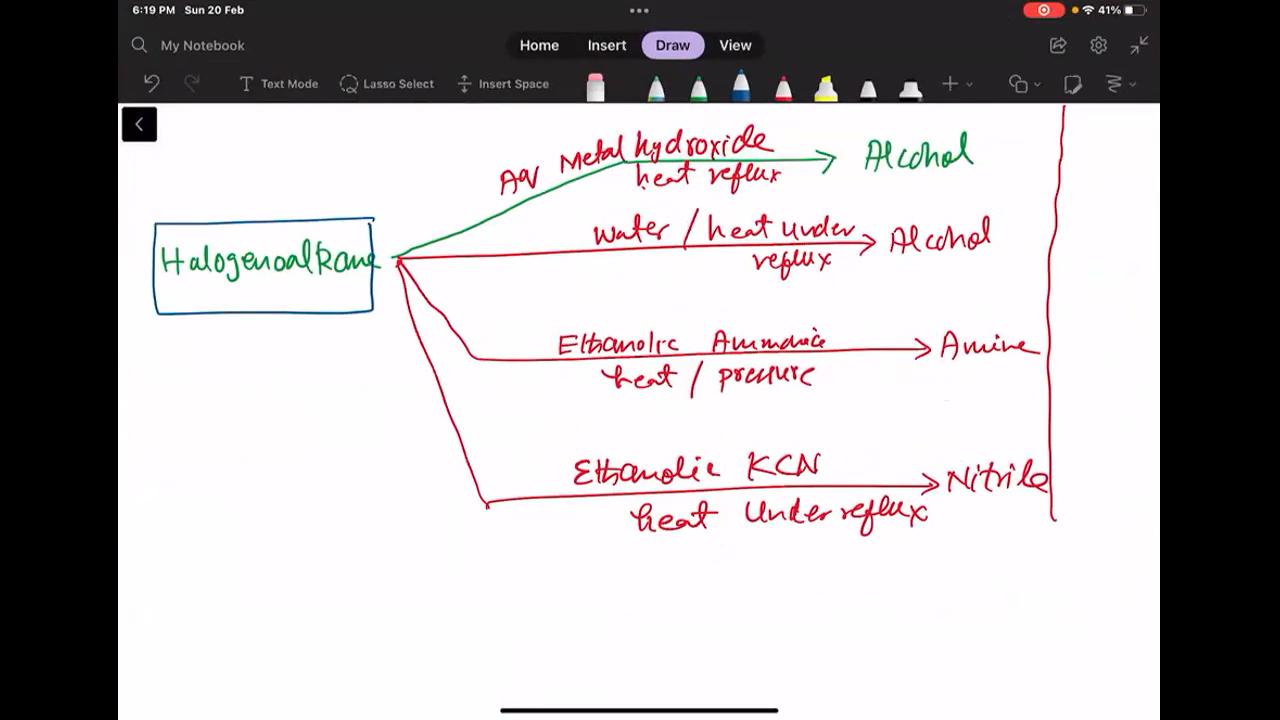 6:19 PM Sun 20 Feb
41%
My Notebook
Home Insert Draw View
Text Mode Lasso Select Insert Space
Aq Metal hydroxide
heat reflux
Alcohol
Water / heat under
reflux
Alcohol
Halogenoalkane
Ethanolic Ammonia
heat / pressure
Amine
Ethanolic KCN
heat Under reflux
Nitrile